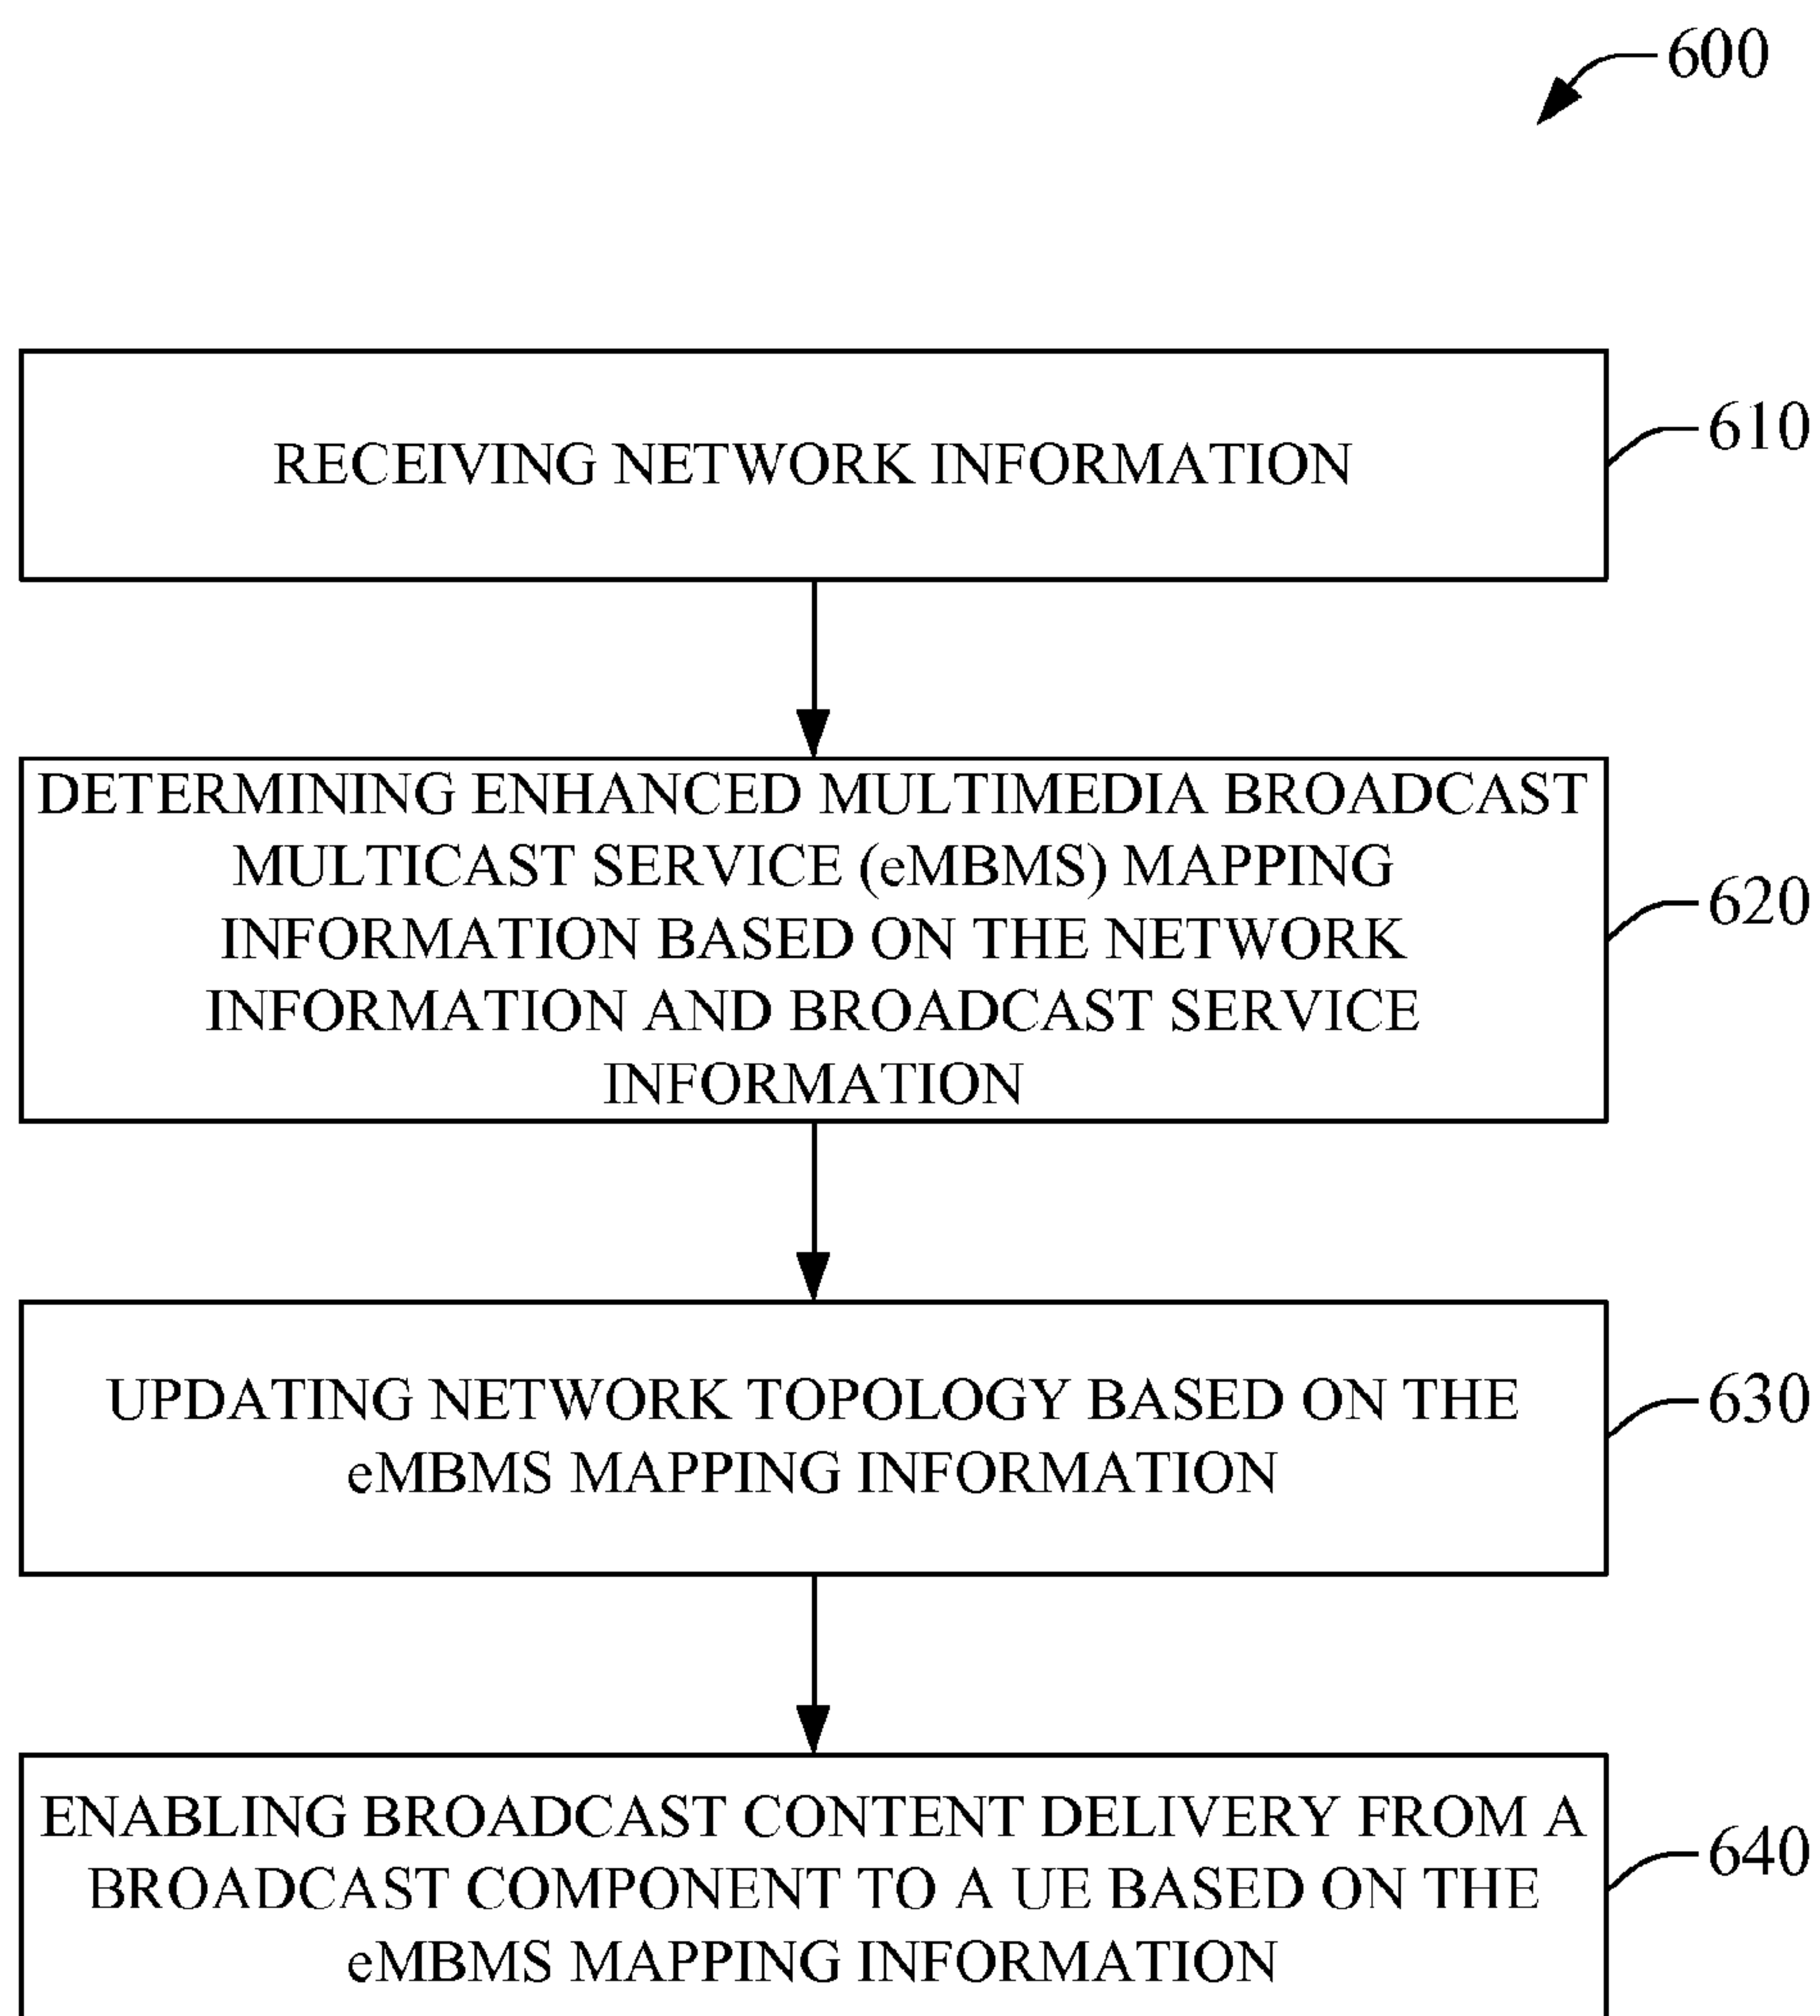 600
RECEIVING NETWORK INFORMATION
610
DETERMINING ENHANCED MULTIMEDIA BROADCAST
MULTICAST SERVICE (eMBMS) MAPPING
INFORMATION BASED ON THE NETWORK
INFORMATION AND BROADCAST SERVICE
INFORMATION
620
UPDATING NETWORK TOPOLOGY BASED ON THE
eMBMS MAPPING INFORMATION
630
ENABLING BROADCAST CONTENT DELIVERY FROM A
BROADCAST COMPONENT TO A UE BASED ON THE
eMBMS MAPPING INFORMATION
640